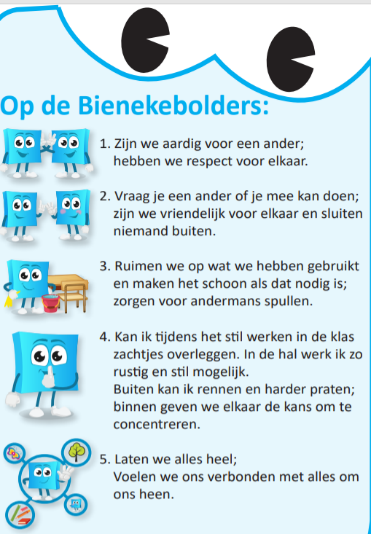 Op de Bienekebolders:
1. Zijn we aardig voor een ander;
hebben we respect voor elkaar.
2. Vraag je een ander of je mee kan doen;
zijn we vriendelijk voor elkaar en sluiten
niemand buiten.
3. Ruimen we op wat we hebben gebruikt
en maken het schoon als dat nodig is;
zorgen voor andermans spullen.
4. Kan ik tijdens het stil werken in de klas
zachtjes overleggen. In de hal werk ik zo
rustig en stil mogelijk.
Buiten kan ik rennen en harder praten;
binnen geven we elkaar de kans om te
concentreren.
5. Laten we alles heel;
Voelen we ons verbonden met alles om
ons heen.